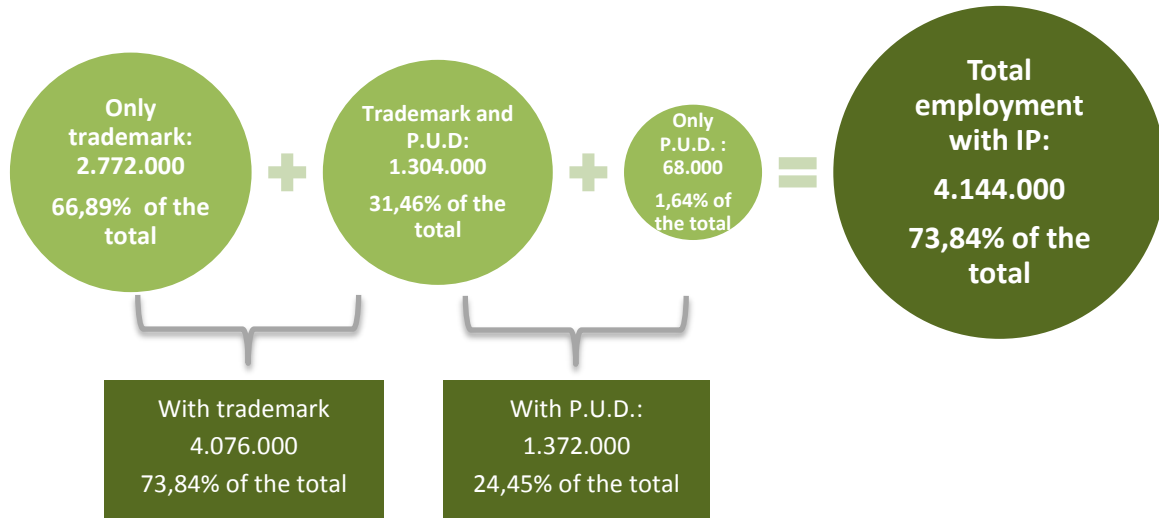 Only
trademark:
2.772.000
66,89% of the
total
Trademark and
P.U.D:
1.304.000
31,46% of the
total
Only
P.U.D. :
68.000
1,64% of
the total
Total
employment
with IP:
4.144.000
73,84% of the
total
With trademark
4.076.000
73,84% of the total
With P.U.D.:
1.372.000
24,45% of the total